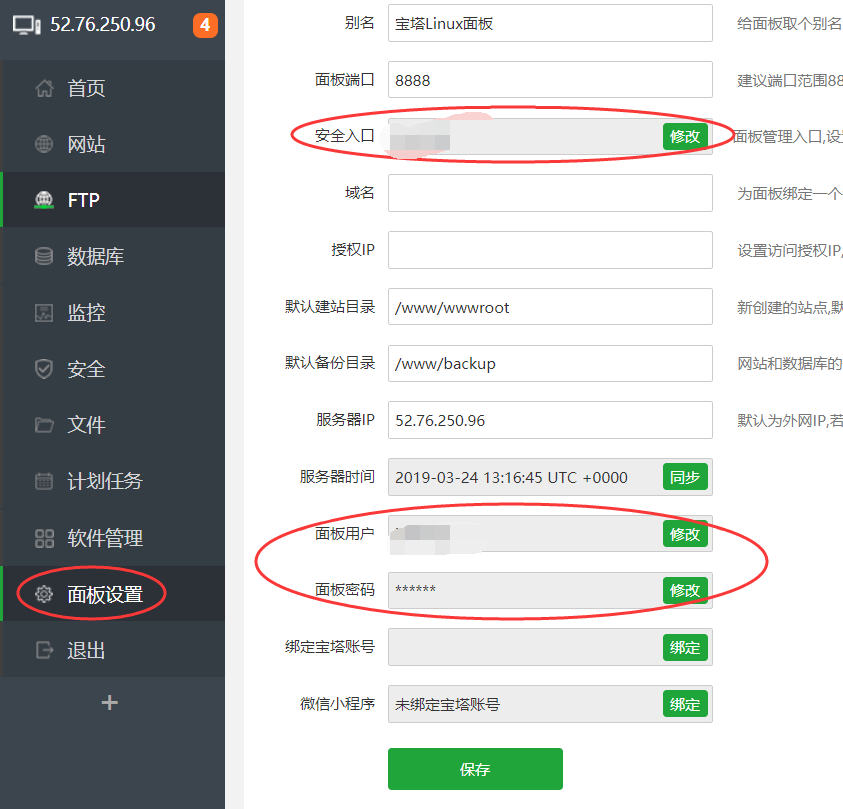 52.76.250.96
4
首页
网站
FTP
数据库
监控
安全
文件
计划任务
软件管理
面板设置
退出
+
别名 宝塔Linux面板 给面板取个别名
面板端口 8888 建议端口范围88
安全入口 修改 面板管理入口,设
域名 为面板绑定一个
授权IP 设置访问授权IP,
默认建站目录 /www/wwwroot 新创建的站点,默
默认备份目录 /www/backup 网站和数据库的
服务器IP 52.76.250.96 默认为外网IP,若
服务器时间 2019-03-24 13:16:45 UTC +0000 同步
面板用户 修改
面板密码 ****** 修改
绑定宝塔账号 绑定
微信小程序 未绑定宝塔账号 绑定
保存